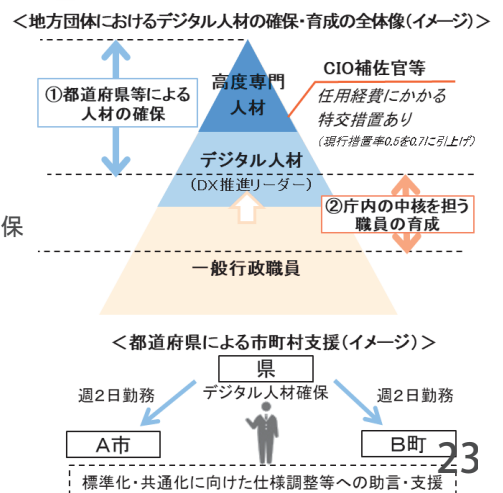 ＜地方団体におけるデジタル人材の確保・育成の全体像（イメージ）＞
①都道府県等による
人材の確保
高度専門
人材
CIO補佐官等
任用経費にかかる
特交措置あり
（現行措置率0.5を0.7に引上げ）
デジタル人材
（DX推進リーダー）
保
②庁内の中核を担う
職員の育成
一般行政職員
＜都道府県による市町村支援（イメージ）＞
県
デジタル人材確保
週２日勤務
週２日勤務
Ａ市
Ｂ町
23
標準化・共通化に向けた仕様調整等への助言・支援